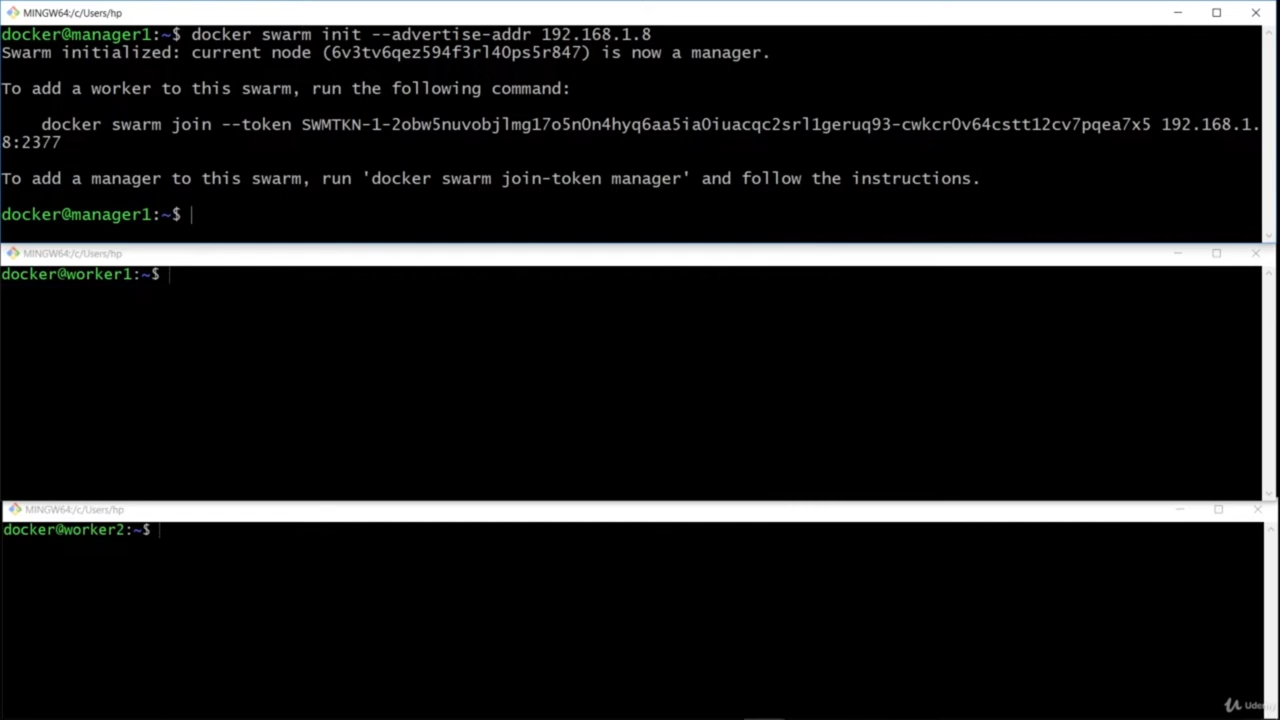 MINGW64:/c/Users/hp
docker@manager1:~$ docker swarm init --advertise-addr 192.168.1.8
Swarm initialized: current node (6v3tv6qez594f3rl40ps5r847) is now a manager.
To add a worker to this swarm, run the following command:
docker swarm join --token SWMTKN-1-2obw5nuvobjlmg17o5n0n4hyq6aa5ia0iuacqc2srl1geruq93-cwkcr0v64cstt12cv7pqea7x5 192.168.1.
8:2377
To add a manager to this swarm, run 'docker swarm join-token manager' and follow the instructions.
docker@manager1:~$
MINGW64:/c/Users/hp
docker@worker1:~$
MINGW64:/c/Users/hp
docker@worker2:~$